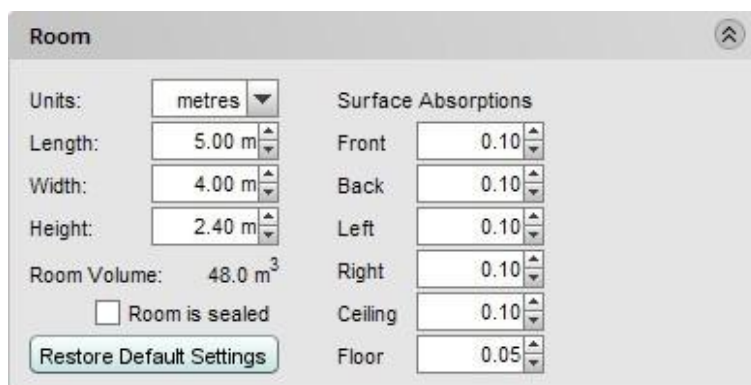 Room
Units: metres
Length: 5.00 m
Width: 4.00 m
Height: 2.40 m
Room Volume: 48.0 m³
Room is sealed
Restore Default Settings
Surface Absorptions
Front 0.10
Back 0.10
Left 0.10
Right 0.10
Ceiling 0.10
Floor 0.05